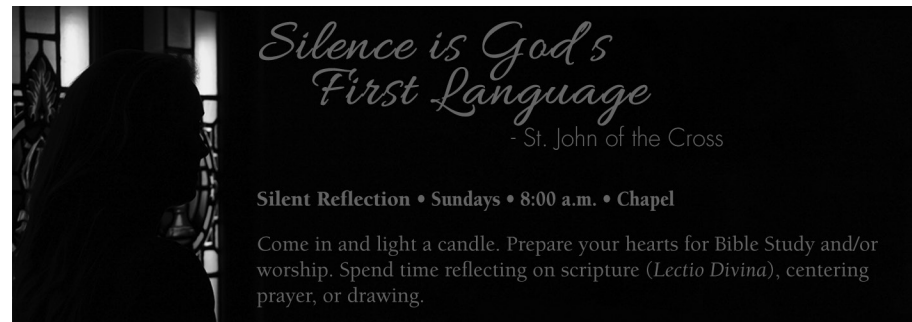 Silence is God's
First Language
- St. John of the Cross
Silent Reflection • Sundays • 8:00 a.m. • Chapel
Come in and light a candle. Prepare your hearts for Bible Study and/or
worship. Spend time reflecting on scripture (Lectio Divina), centering
prayer, or drawing.